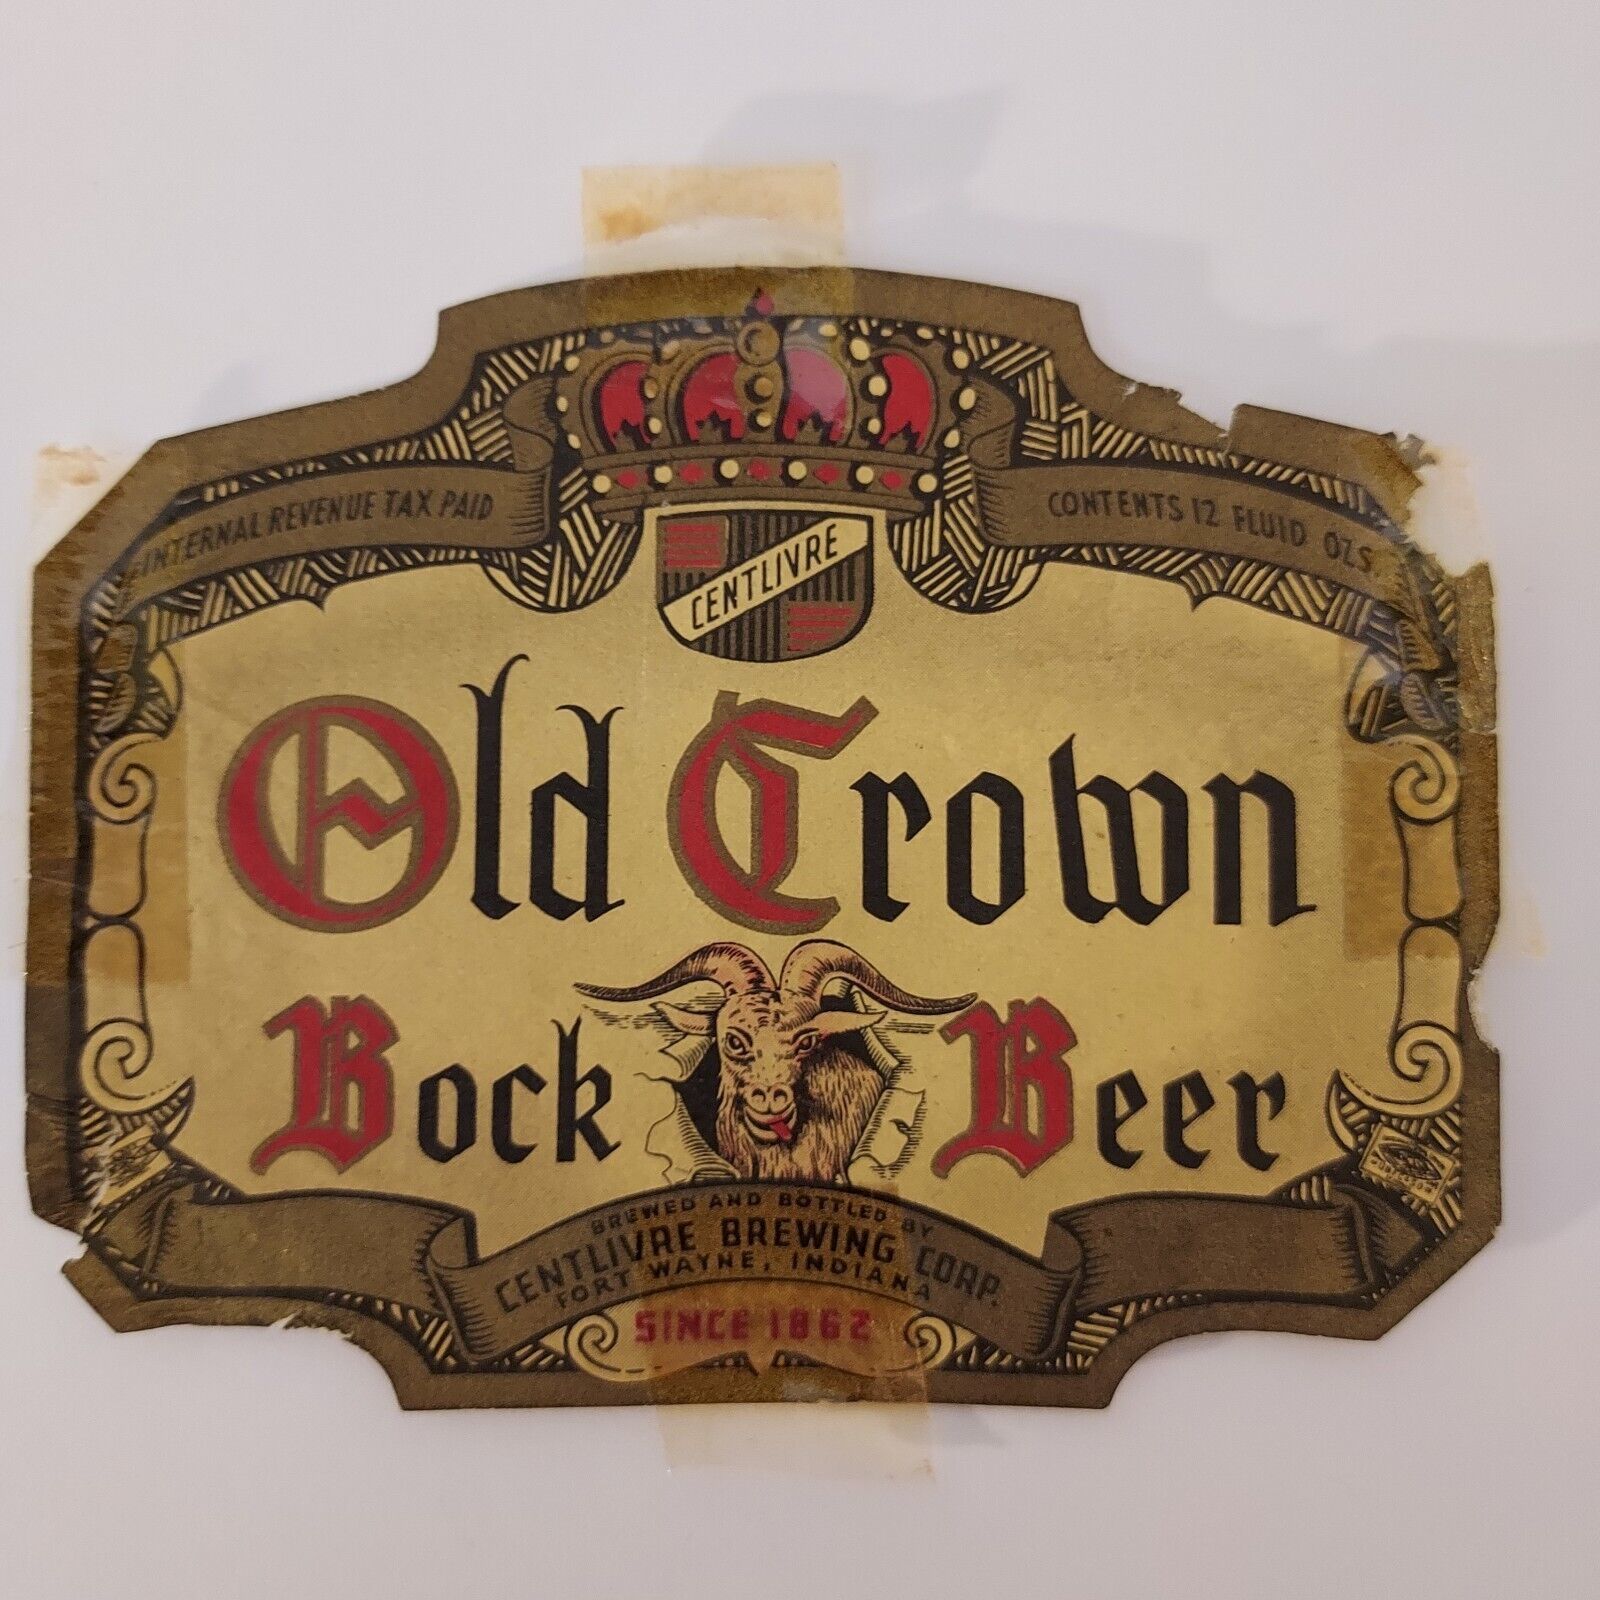 INTERNAL REVENUE TAX PAID
CONTENTS 12 FLUID OZS.
CENTLIVRE
Old Crown
Bock Beer
BREWED AND BOTTLED BY
CENTLIVRE BREWING CORP.
FORT WAYNE, INDIANA
SINCE 1862